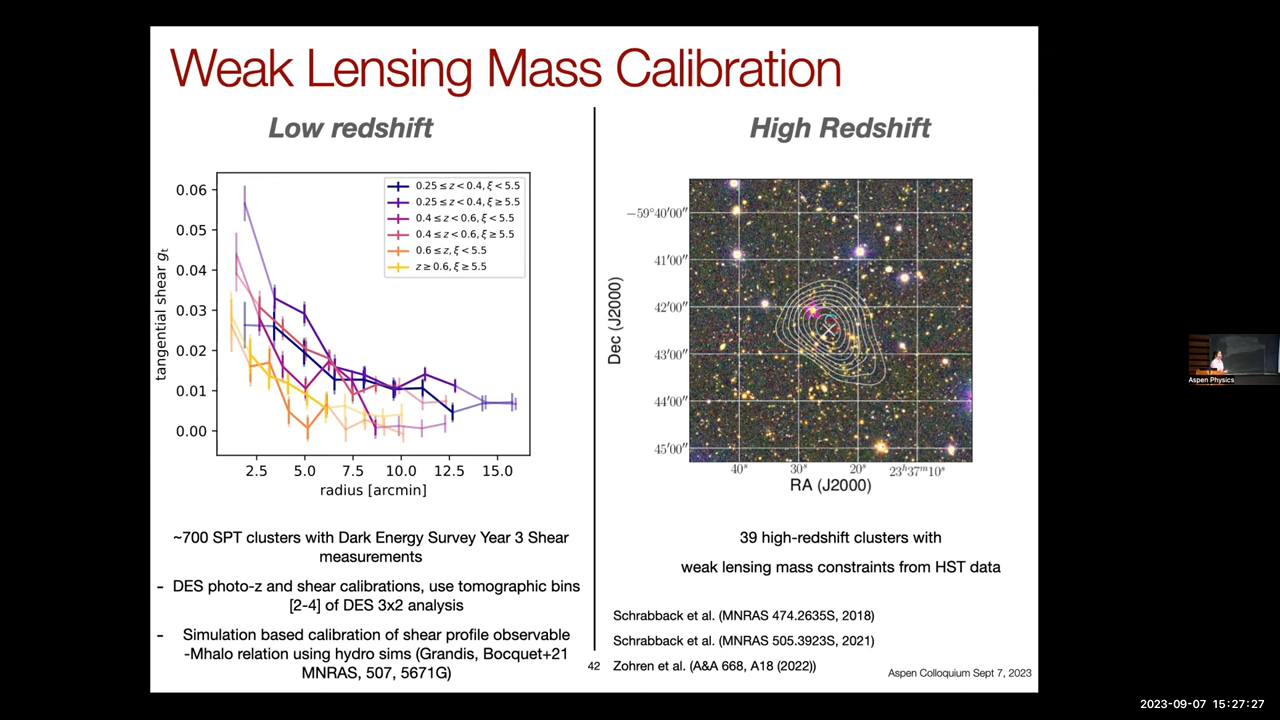 Weak Lensing Mass Calibration
Low redshift
tangential shear gt
0.06
0.05
0.04
0.03
0.02
0.01
0.00
2.5 5.0 7.5 10.0 12.5 15.0
radius [arcmin]
0.25 ≤ z < 0.4, ξ < 5.5
0.25 ≤ z < 0.4, ξ ≥ 5.5
0.4 ≤ z < 0.6, ξ < 5.5
0.4 ≤ z < 0.6, ξ ≥ 5.5
0.6 ≤ z, ξ < 5.5
z ≥ 0.6, ξ ≥ 5.5
~700 SPT clusters with Dark Energy Survey Year 3 Shear
measurements
- DES photo-z and shear calibrations, use tomographic bins
[2-4] of DES 3x2 analysis
- Simulation based calibration of shear profile observable
-Mhalo relation using hydro sims (Grandis, Bocquet+21
MNRAS, 507, 5671G)
High Redshift
Dec (J2000)
−59°40′00″
41′00″
42′00″
43′00″
44′00″
45′00″
40ˢ 30ˢ 20ˢ 23ʰ37ᵐ10ˢ
RA (J2000)
39 high-redshift clusters with
weak lensing mass constraints from HST data
Schrabback et al. (MNRAS 474.2635S, 2018)
Schrabback et al. (MNRAS 505.3923S, 2021)
Zohren et al. (A&A 668, A18 (2022))
42
Aspen Colloquium Sept 7, 2023
Aspen Physics
2023-09-07 15:27:27